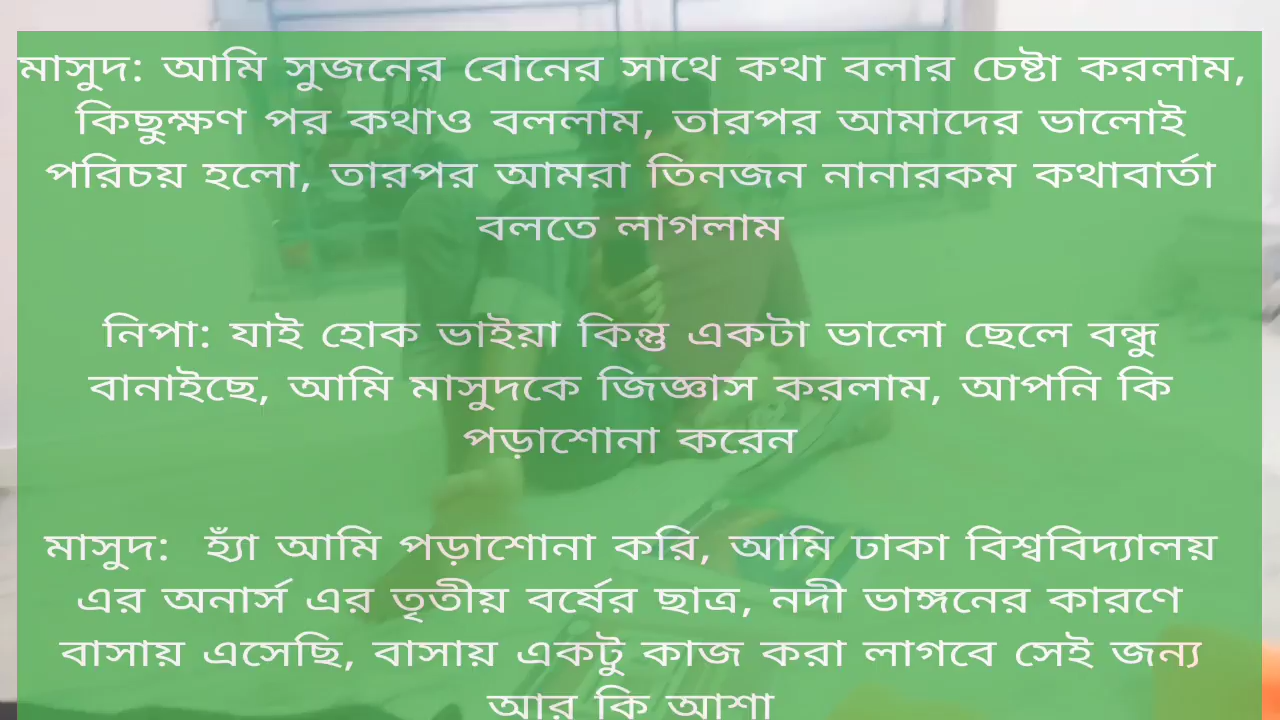 মাসুদ: আমি সুজনের বোনের সাথে কথা বলার চেষ্টা করলাম,
কিছুক্ষণ পর কথাও বললাম, তারপর আমাদের ভালোই
পরিচয় হলো, তারপর আমরা তিনজন নানারকম কথাবার্তা
বলতে লাগলাম
নিপা: যাই হোক ভাইয়া কিন্তু একটা ভালো ছেলে বন্ধু
বানাইছে, আমি মাসুদকে জিজ্ঞাস করলাম, আপনি কি
পড়াশোনা করেন
মাসুদ: হ্যাঁ আমি পড়াশোনা করি, আমি ঢাকা বিশ্ববিদ্যালয়
এর অনার্স এর তৃতীয় বর্ষের ছাত্র, নদী ভাঙ্গনের কারণে
বাসায় এসেছি, বাসায় একটু কাজ করা লাগবে সেই জন্য
আর কি আশা